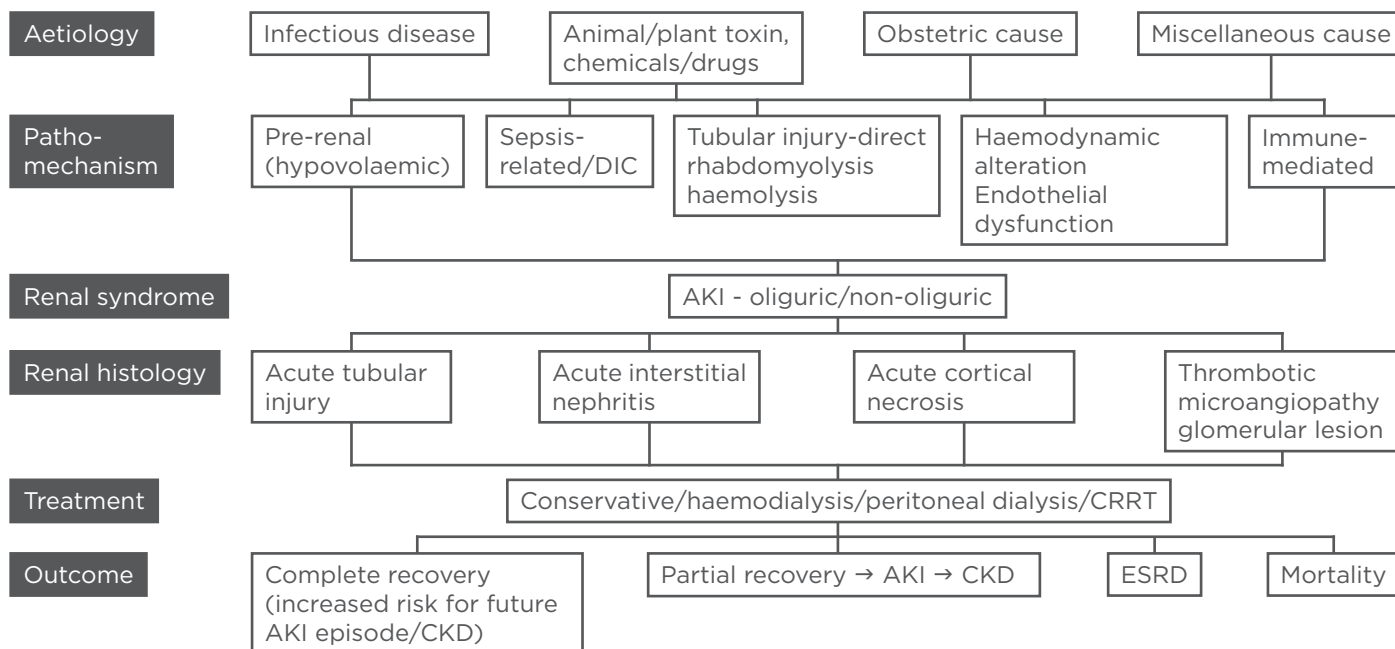 Aetiology
Infectious disease
Animal/plant toxin,
chemicals/drugs
Obstetric cause
Miscellaneous cause
Patho-
mechanism
Pre-renal
(hypovolaemic)
Sepsis-
related/DIC
Tubular injury-direct
rhabdomyolysis
haemolysis
Haemodynamic
alteration
Endothelial
dysfunction
Immune-
mediated
Renal syndrome
AKI - oliguric/non-oliguric
Renal histology
Acute tubular
injury
Acute interstitial
nephritis
Acute cortical
necrosis
Thrombotic
microangiopathy
glomerular lesion
Treatment
Conservative/haemodialysis/peritoneal dialysis/CRRT
Outcome
Complete recovery
(increased risk for future
AKI episode/CKD)
Partial recovery → AKI → CKD
ESRD
Mortality